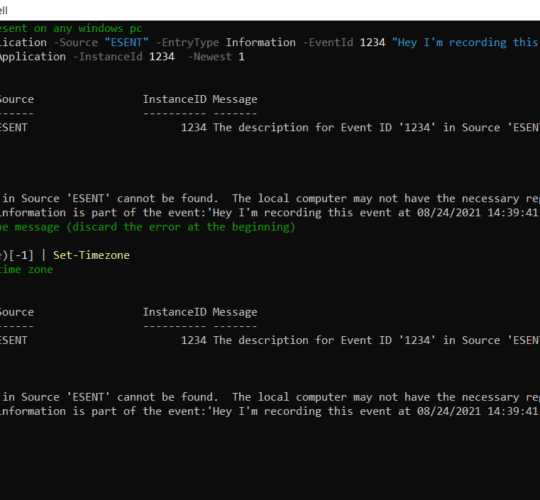 ell
esent on any windows pc
lication -Source "ESENT" -EntryType Information -EventId 1234 "Hey I'm recording this
Application -InstanceId 1234  -Newest 1
Source InstanceID Message
------ ---------- -------
ESENT 1234 The description for Event ID '1234' in Source 'ESENT
in Source 'ESENT' cannot be found.  The local computer may not have the necessary reg
information is part of the event:'Hey I'm recording this event at 08/24/2021 14:39:41
ne message (discard the error at the beginning)
e)[-1] | Set-Timezone
time zone
Source InstanceID Message
------ ---------- -------
ESENT 1234 The description for Event ID '1234' in Source 'ESENT
in Source 'ESENT' cannot be found.  The local computer may not have the necessary reg
information is part of the event:'Hey I'm recording this event at 08/24/2021 14:39:41